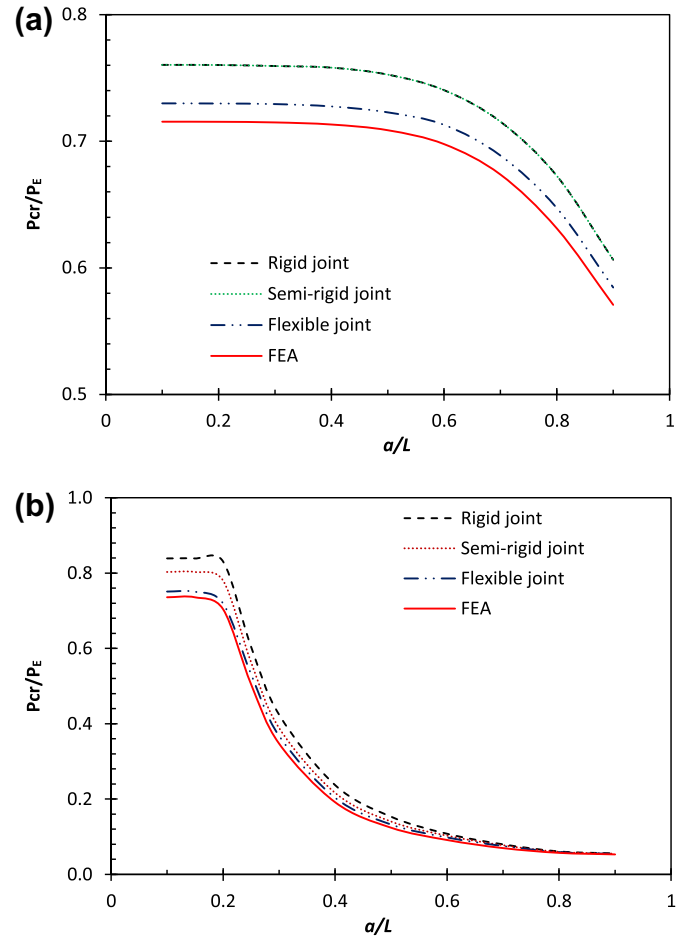 (a)
0.8
0.7
0.6
0.5
Pcr/PE
Rigid joint
Semi-rigid joint
Flexible joint
FEA
0 0.2 0.4 0.6 0.8 1
a/L
(b)
1.0
0.8
0.6
0.4
0.2
0.0
Pcr/PE
Rigid joint
Semi-rigid joint
Flexible joint
FEA
0 0.2 0.4 0.6 0.8 1
a/L